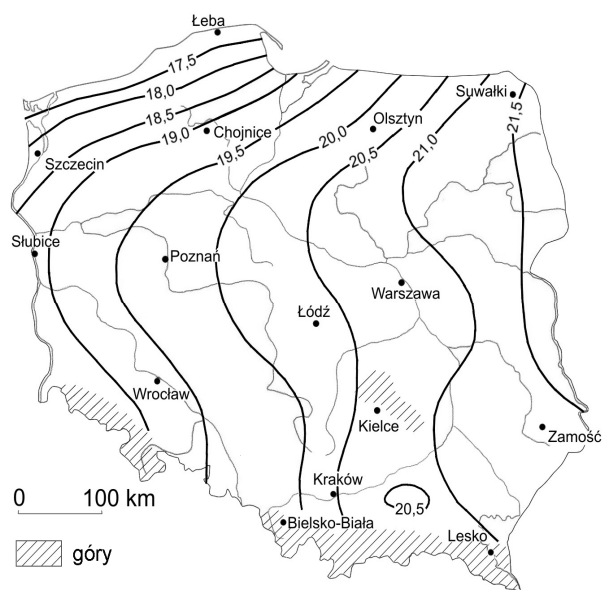 Łeba
17,5
18,0
18,5
19,0
Chojnice
19,5
20,0
Olsztyn
20,5
21,0
Suwałki
21,5
Szczecin
Słubice
Poznań
Warszawa
Łódź
Wrocław
Kielce
Zamość
Kraków
20,5
Bielsko-Biała
Lesko
0 100 km
góry